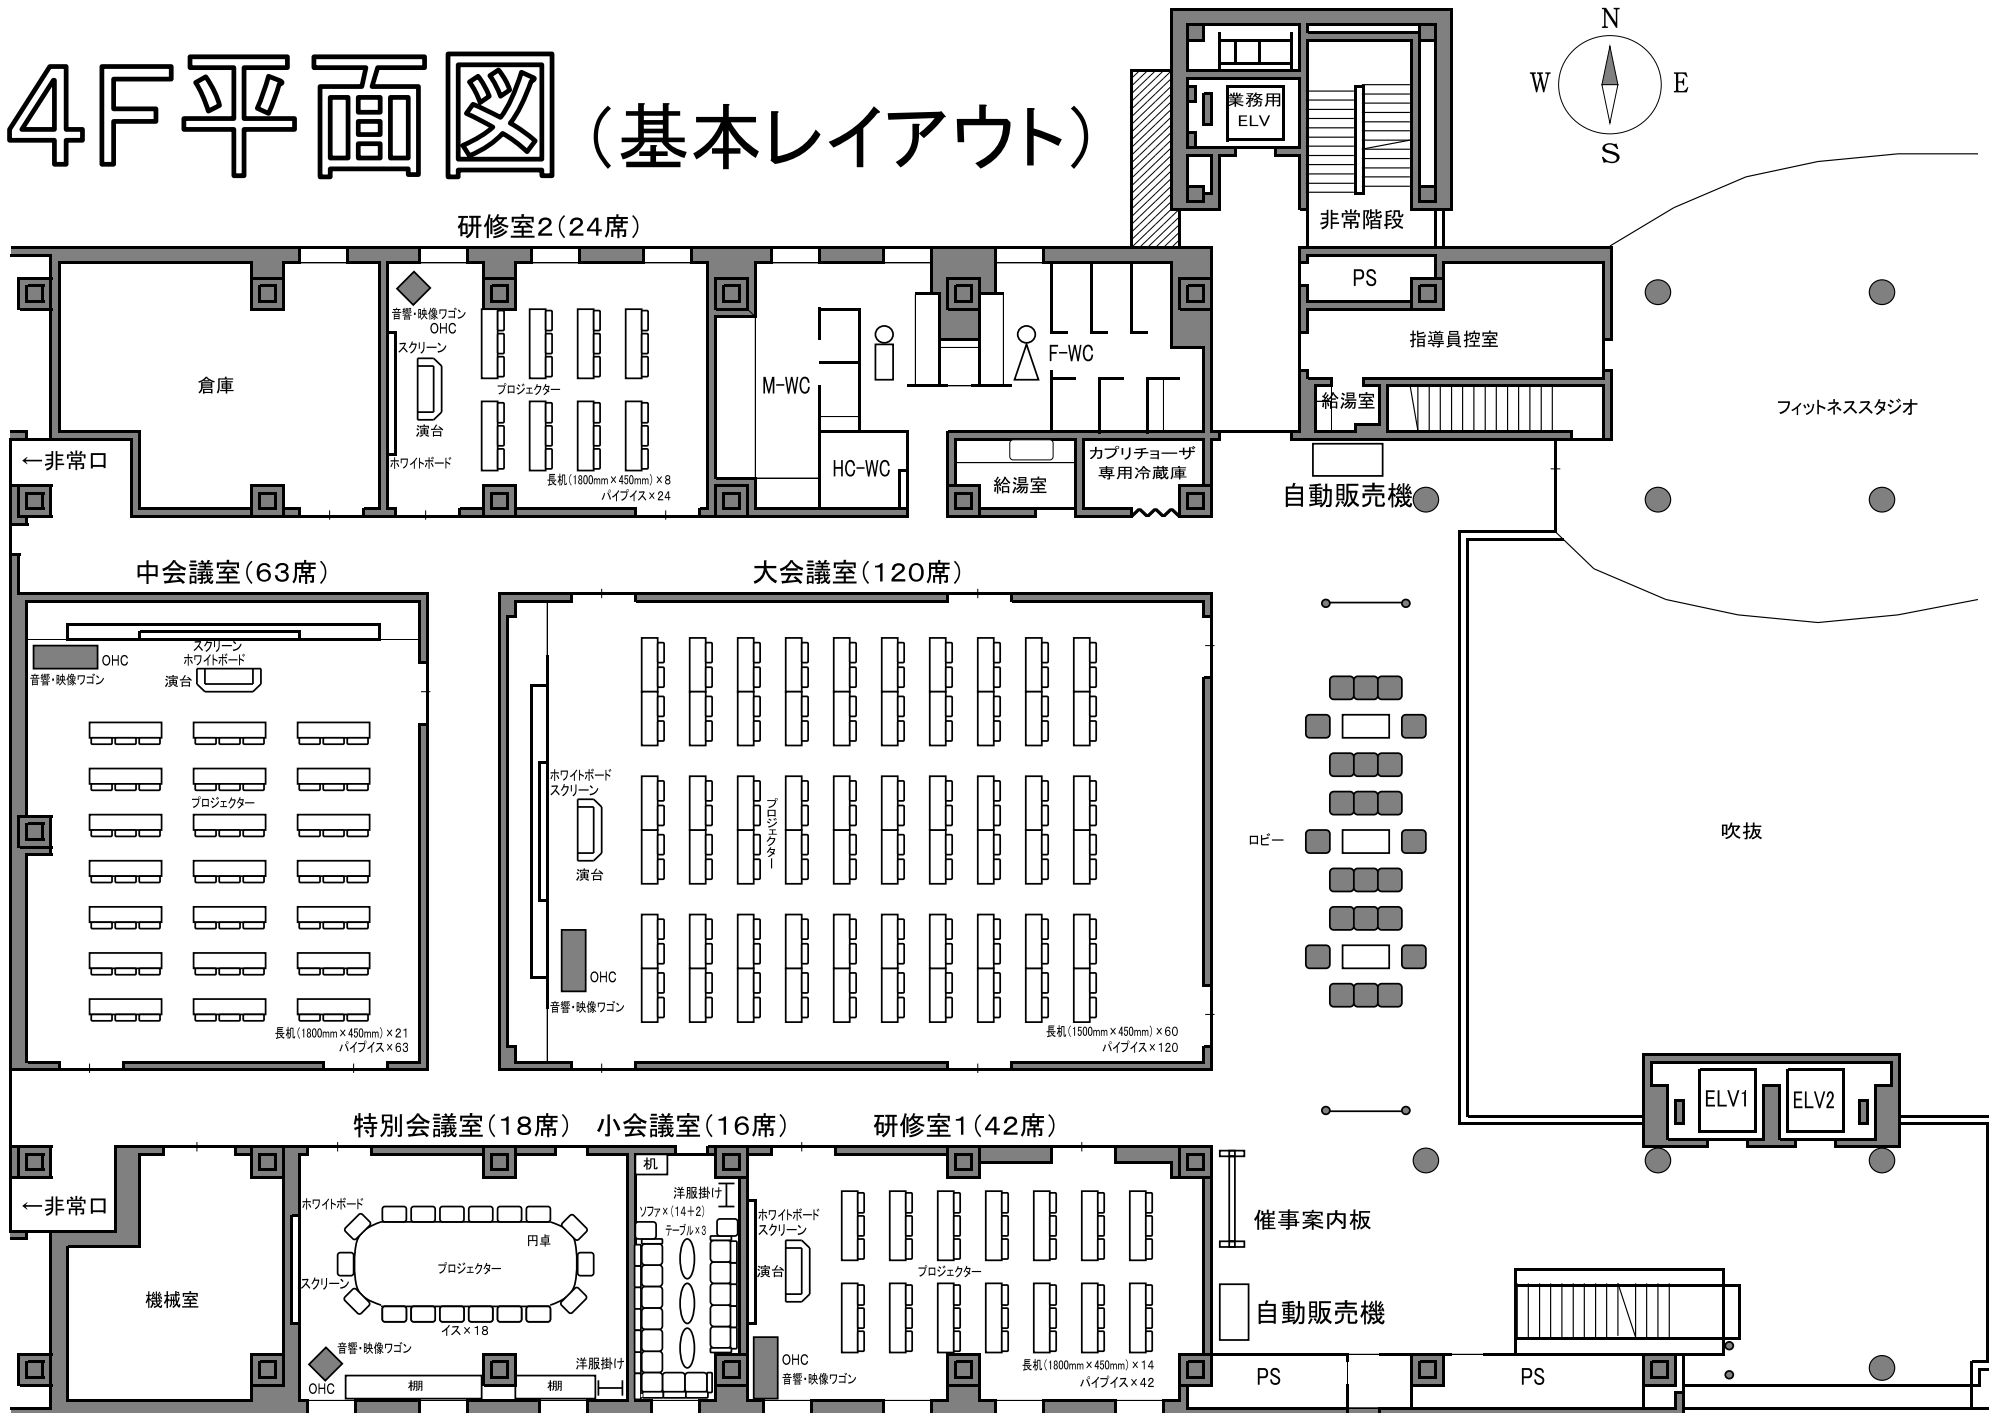 4F平面図（基本レイアウト）
N
W
E
S
業務用
ELV
非常階段
研修室2（24席）
PS
指導員控室
給湯室
フィットネススタジオ
倉庫
音響・映像ワゴン
OHC
スクリーン
プロジェクター
演台
ホワイトボード
長机（1800mm×450mm）×8
パイプイス×24
M-WC
F-WC
HC-WC
給湯室
カプリチョーザ
専用冷蔵庫
自動販売機
←非常口
中会議室（63席）
スクリーン
ホワイトボード
OHC
音響・映像ワゴン
演台
プロジェクター
長机（1800mm×450mm）×21
パイプイス×63
大会議室（120席）
ホワイトボード
スクリーン
プロジェクター
演台
OHC
音響・映像ワゴン
長机（1500mm×450mm）×60
パイプイス×120
ロビー
吹抜
ELV1
ELV2
←非常口
機械室
特別会議室（18席）
ホワイトボード
円卓
プロジェクター
スクリーン
イス×18
音響・映像ワゴン
OHC
棚
棚
洋服掛け
小会議室（16席）
机
洋服掛け
ソファ×（14＋2）
テーブル×3
研修室1（42席）
ホワイトボード
スクリーン
演台
プロジェクター
OHC
音響・映像ワゴン
長机（1800mm×450mm）×14
パイプイス×42
催事案内板
自動販売機
PS
PS